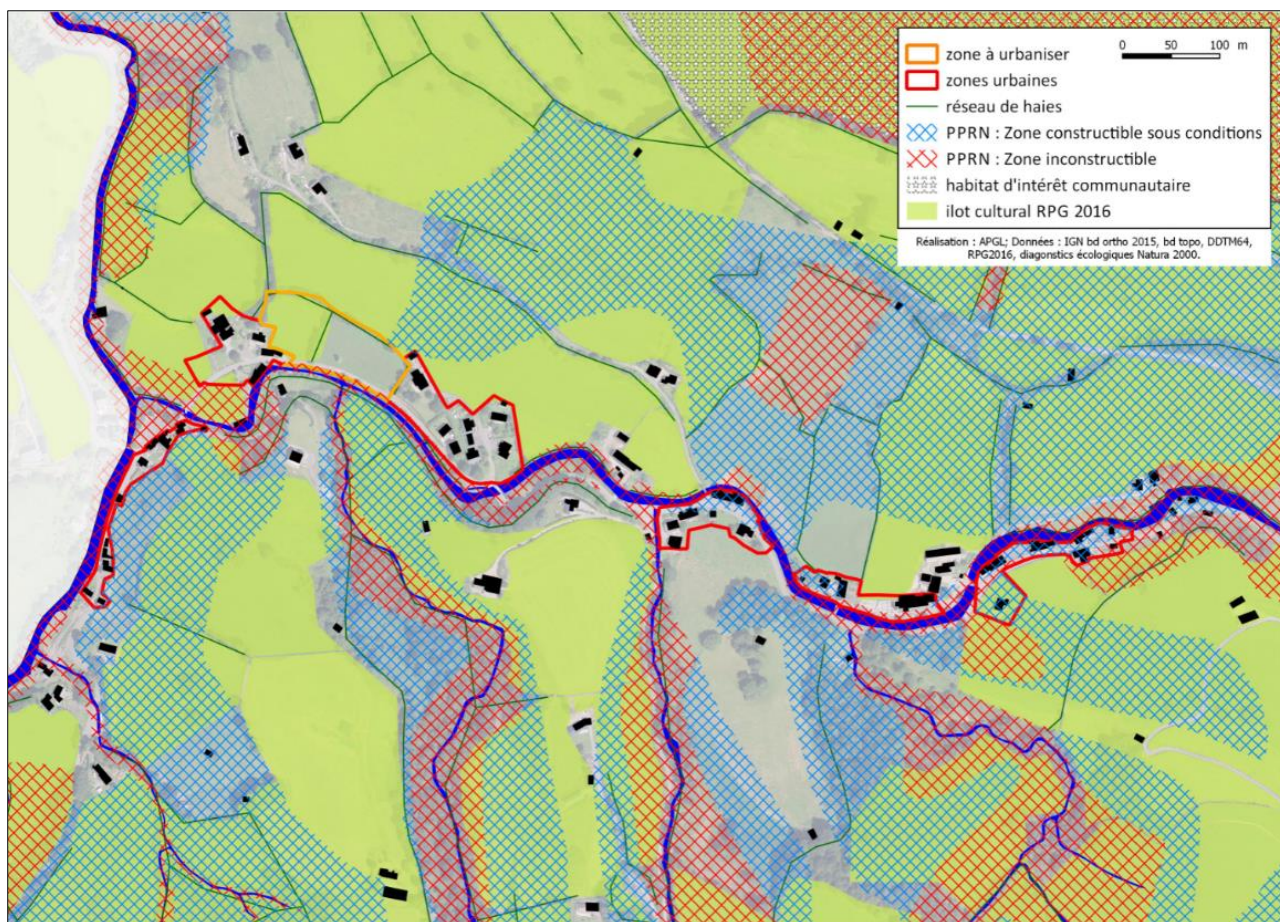 zone à urbaniser
0 50 100 m
zones urbaines
réseau de haies
PPRN : Zone constructible sous conditions
PPRN : Zone inconstructible
habitat d'intérêt communautaire
ilot cultural RPG 2016
Réalisation : APGL; Données : IGN bd ortho 2015, bd topo, DDTM64,
RPG2016, diagonstics écologiques Natura 2000.